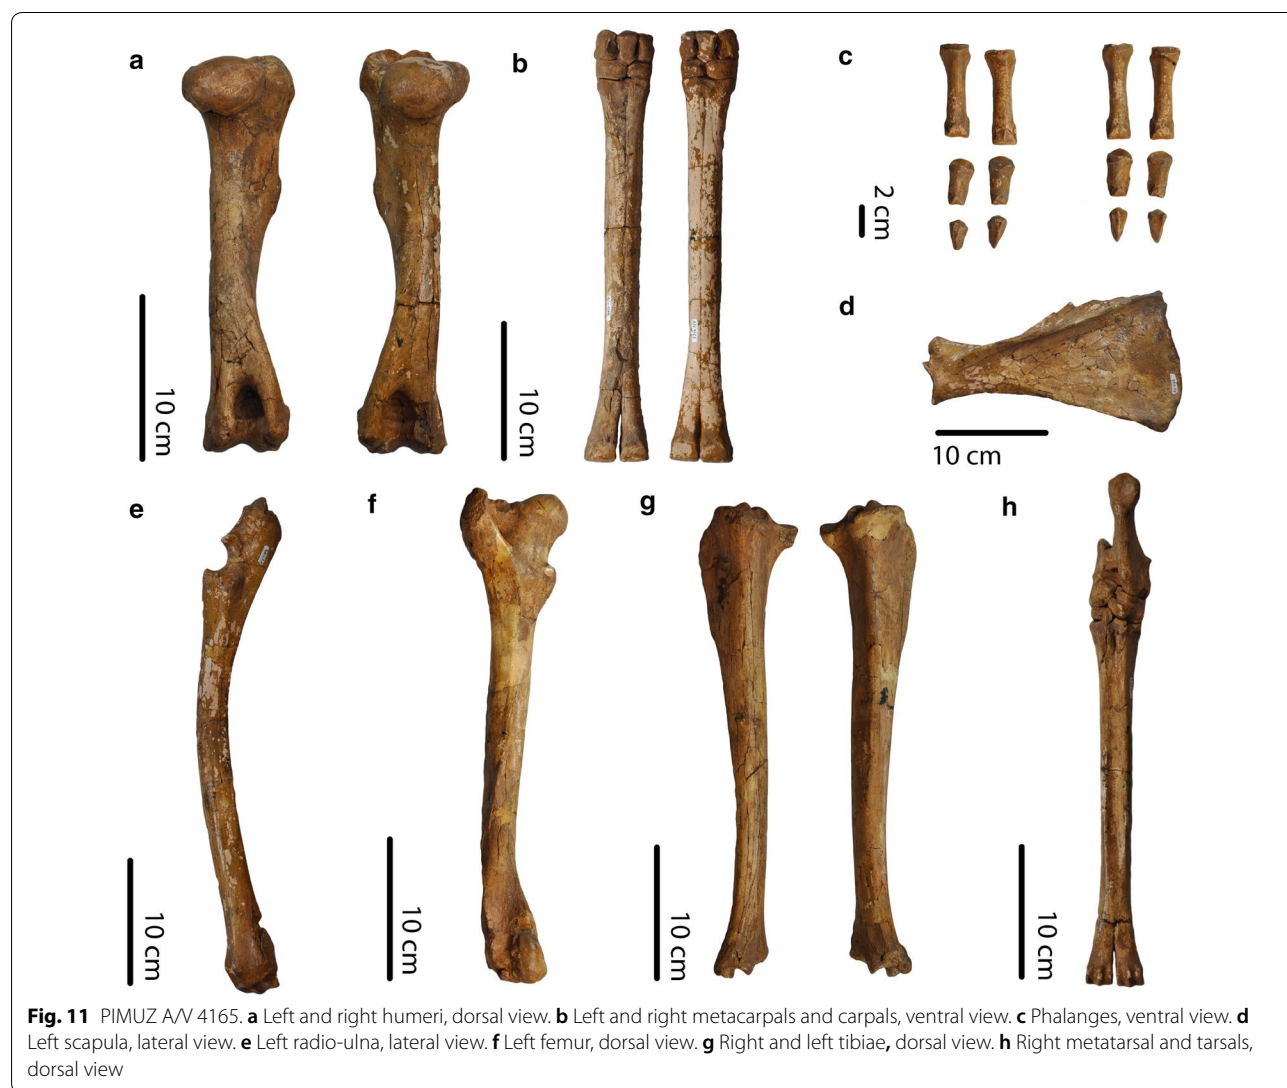 a
b
c
2 cm
d
10 cm
10 cm
10 cm
e
f
g
h
10 cm
10 cm
10 cm
10 cm
Fig. 11 PIMUZ A/V 4165. a Left and right humeri, dorsal view. b Left and right metacarpals and carpals, ventral view. c Phalanges, ventral view. d
Left scapula, lateral view. e Left radio-ulna, lateral view. f Left femur, dorsal view. g Right and left tibiae, dorsal view. h Right metatarsal and tarsals,
dorsal view